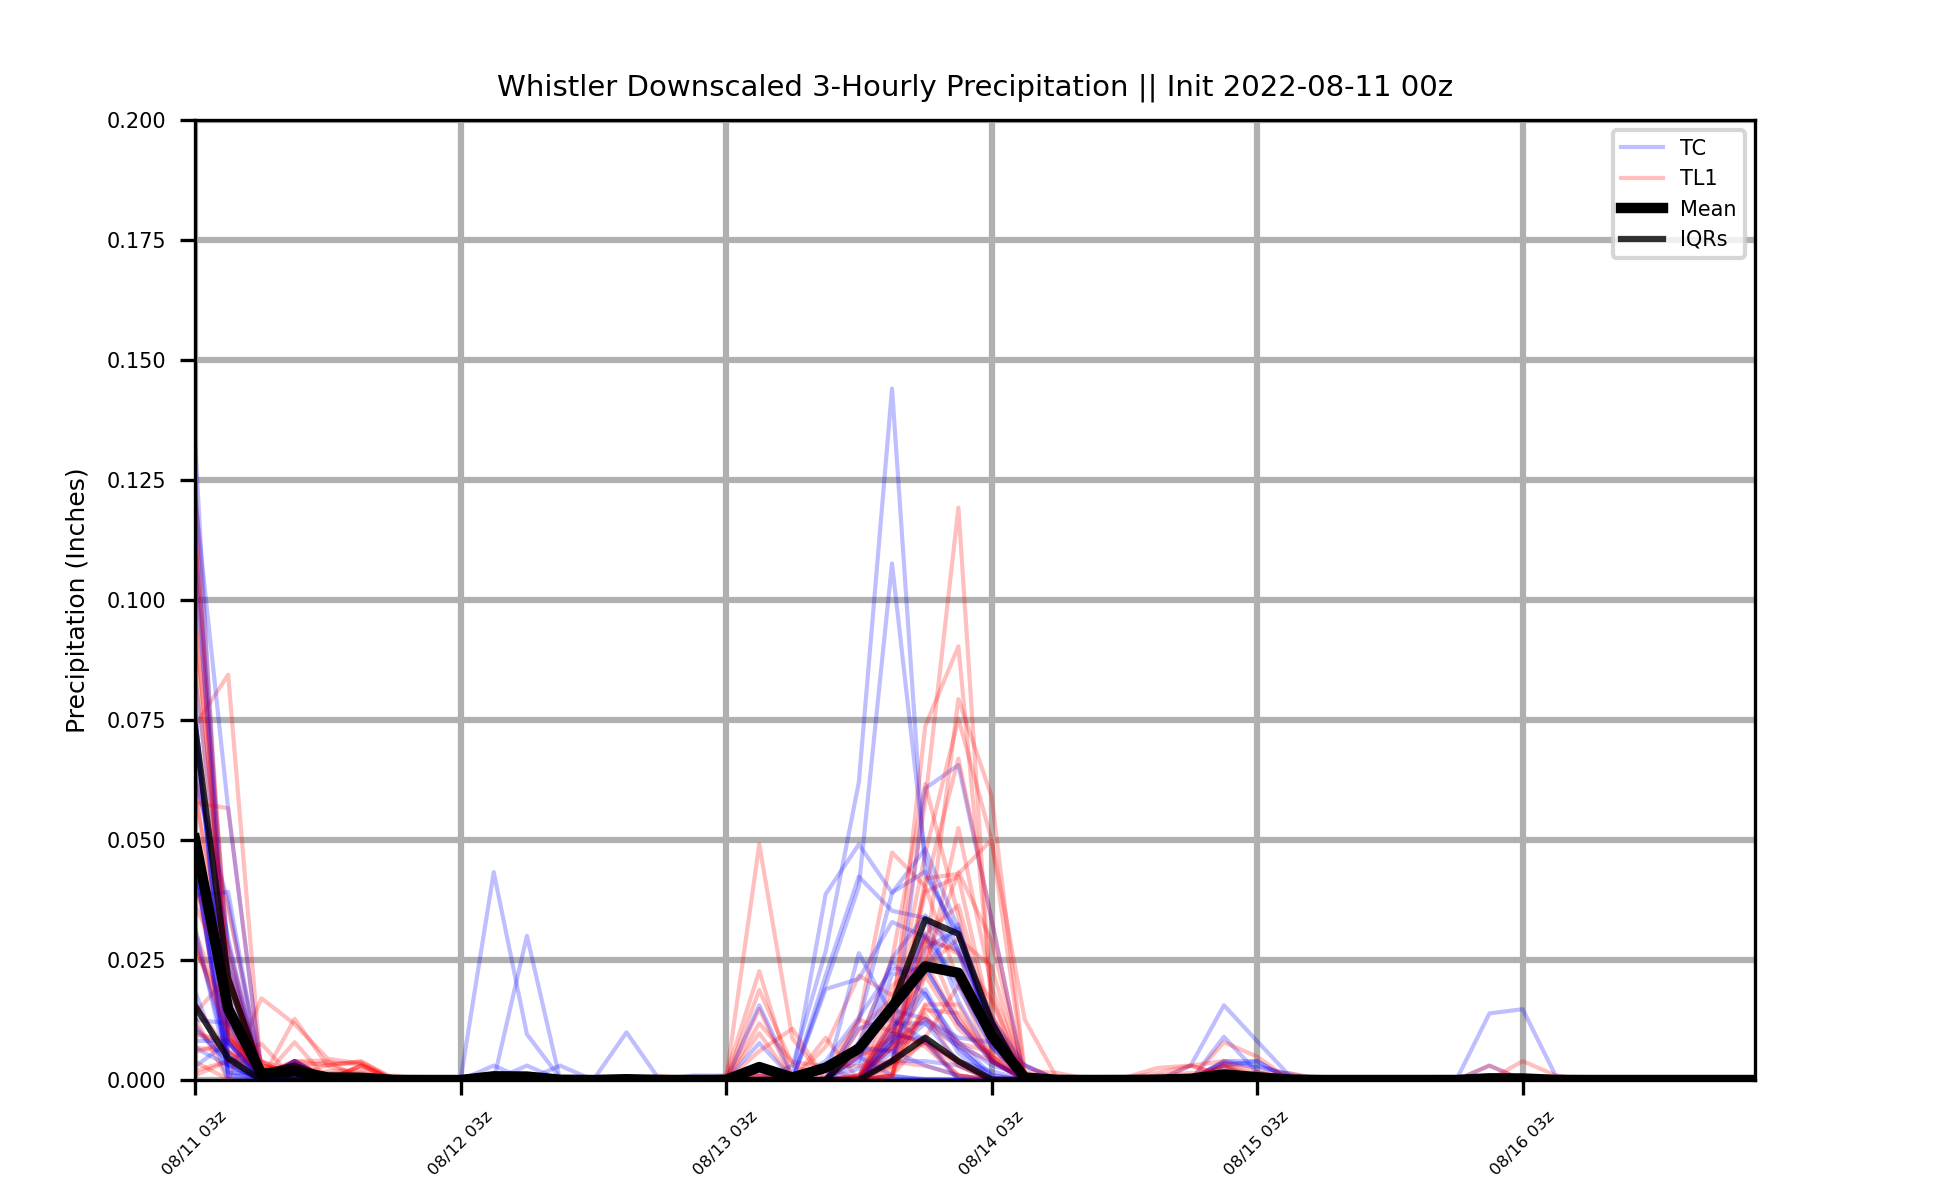 Whistler Downscaled 3-Hourly Precipitation || Init 2022-08-11 00z
0.200
0.175
0.150
0.125
0.100
0.075
0.050
0.025
0.000
Precipitation (Inches)
TC
TL1
Mean
IQRs
08/11 03z
08/12 03z
08/13 03z
08/14 03z
08/15 03z
08/16 03z